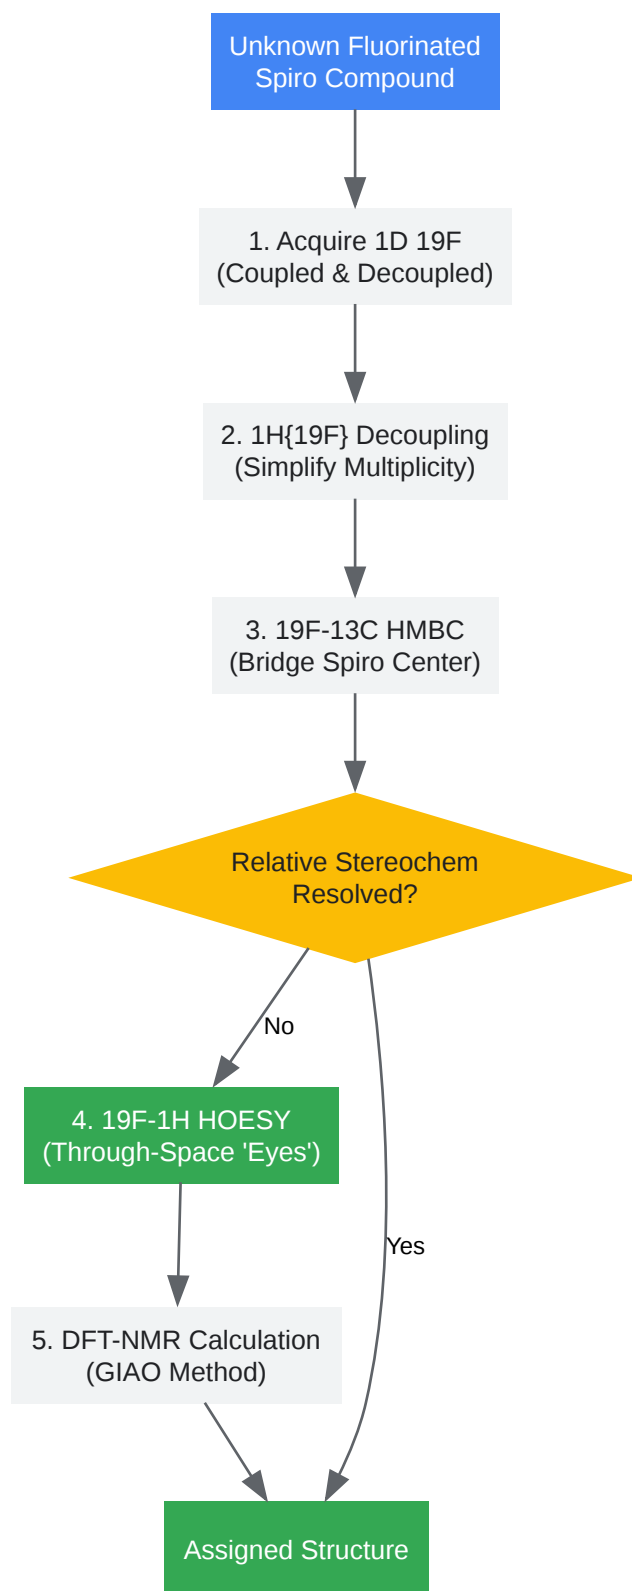 Unknown Fluorinated
Spiro Compound
1. Acquire 1D 19F
(Coupled & Decoupled)
2. 1H{19F} Decoupling
(Simplify Multiplicity)
3. 19F-13C HMBC
(Bridge Spiro Center)
Relative Stereochem
Resolved?
No
4. 19F-1H HOESY
(Through-Space 'Eyes')
Yes
5. DFT-NMR Calculation
(GIAO Method)
Assigned Structure